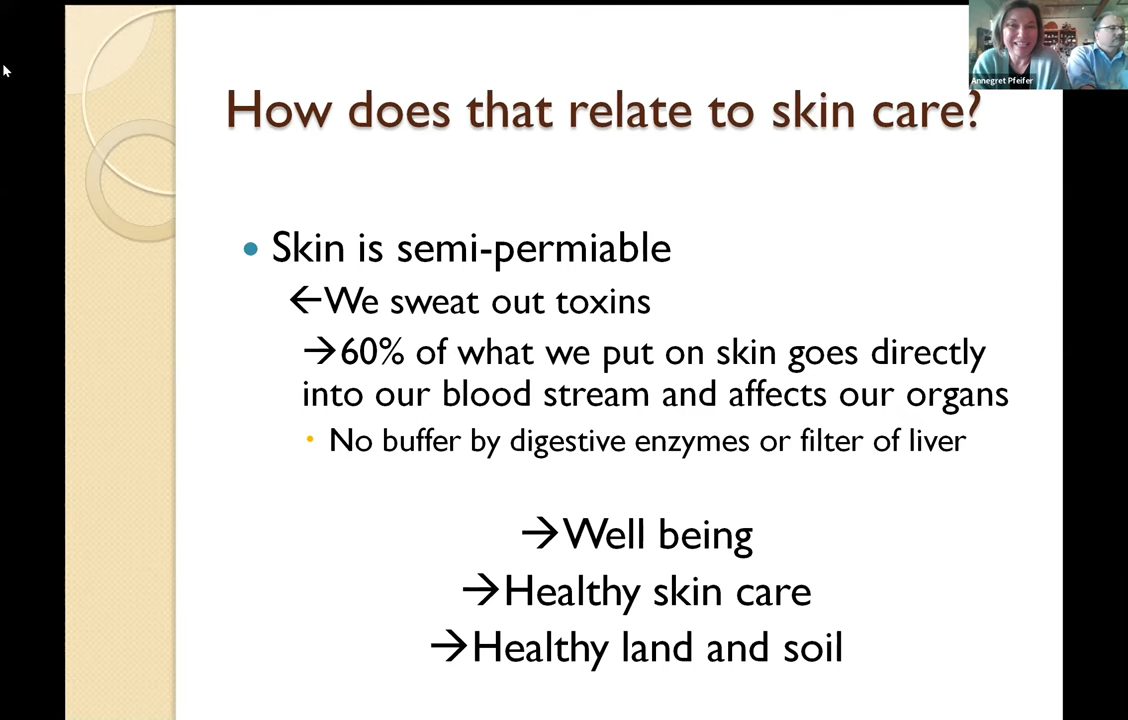 Annegret Pfeifer
How does that relate to skin care?
• Skin is semi-permiable
←We sweat out toxins
→60% of what we put on skin goes directly
into our blood stream and affects our organs
• No buffer by digestive enzymes or filter of liver
→Well being
→Healthy skin care
→Healthy land and soil